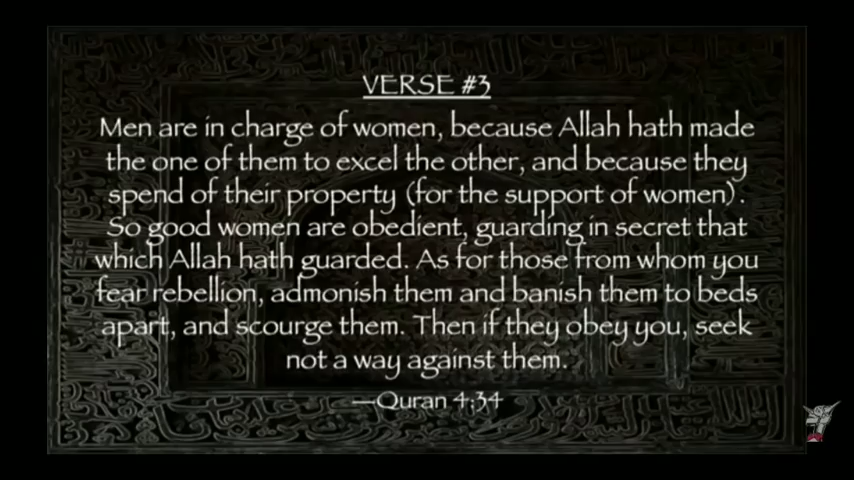 VERSE #3
Men are in charge of women, because Allah hath made
the one of them to excel the other, and because they
spend of their property (for the support of women).
So good women are obedient, guarding in secret that
which Allah hath guarded. As for those from whom you
fear rebellion, admonish them and banish them to beds
apart, and scourge them. Then if they obey you, seek
not a way against them.
—Quran 4:34